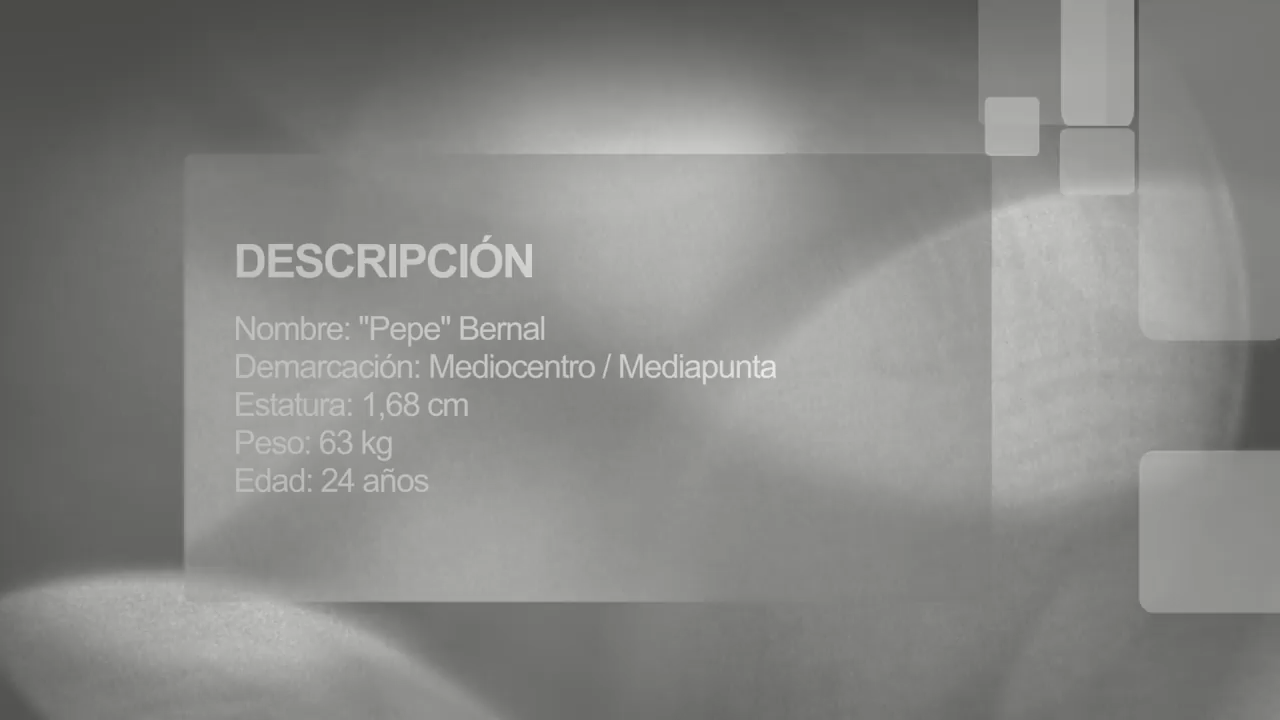 DESCRIPCIÓN
Nombre: "Pepe" Bernal
Demarcación: Mediocentro / Mediapunta
Estatura: 1,68 cm
Peso: 63 kg
Edad: 24 años